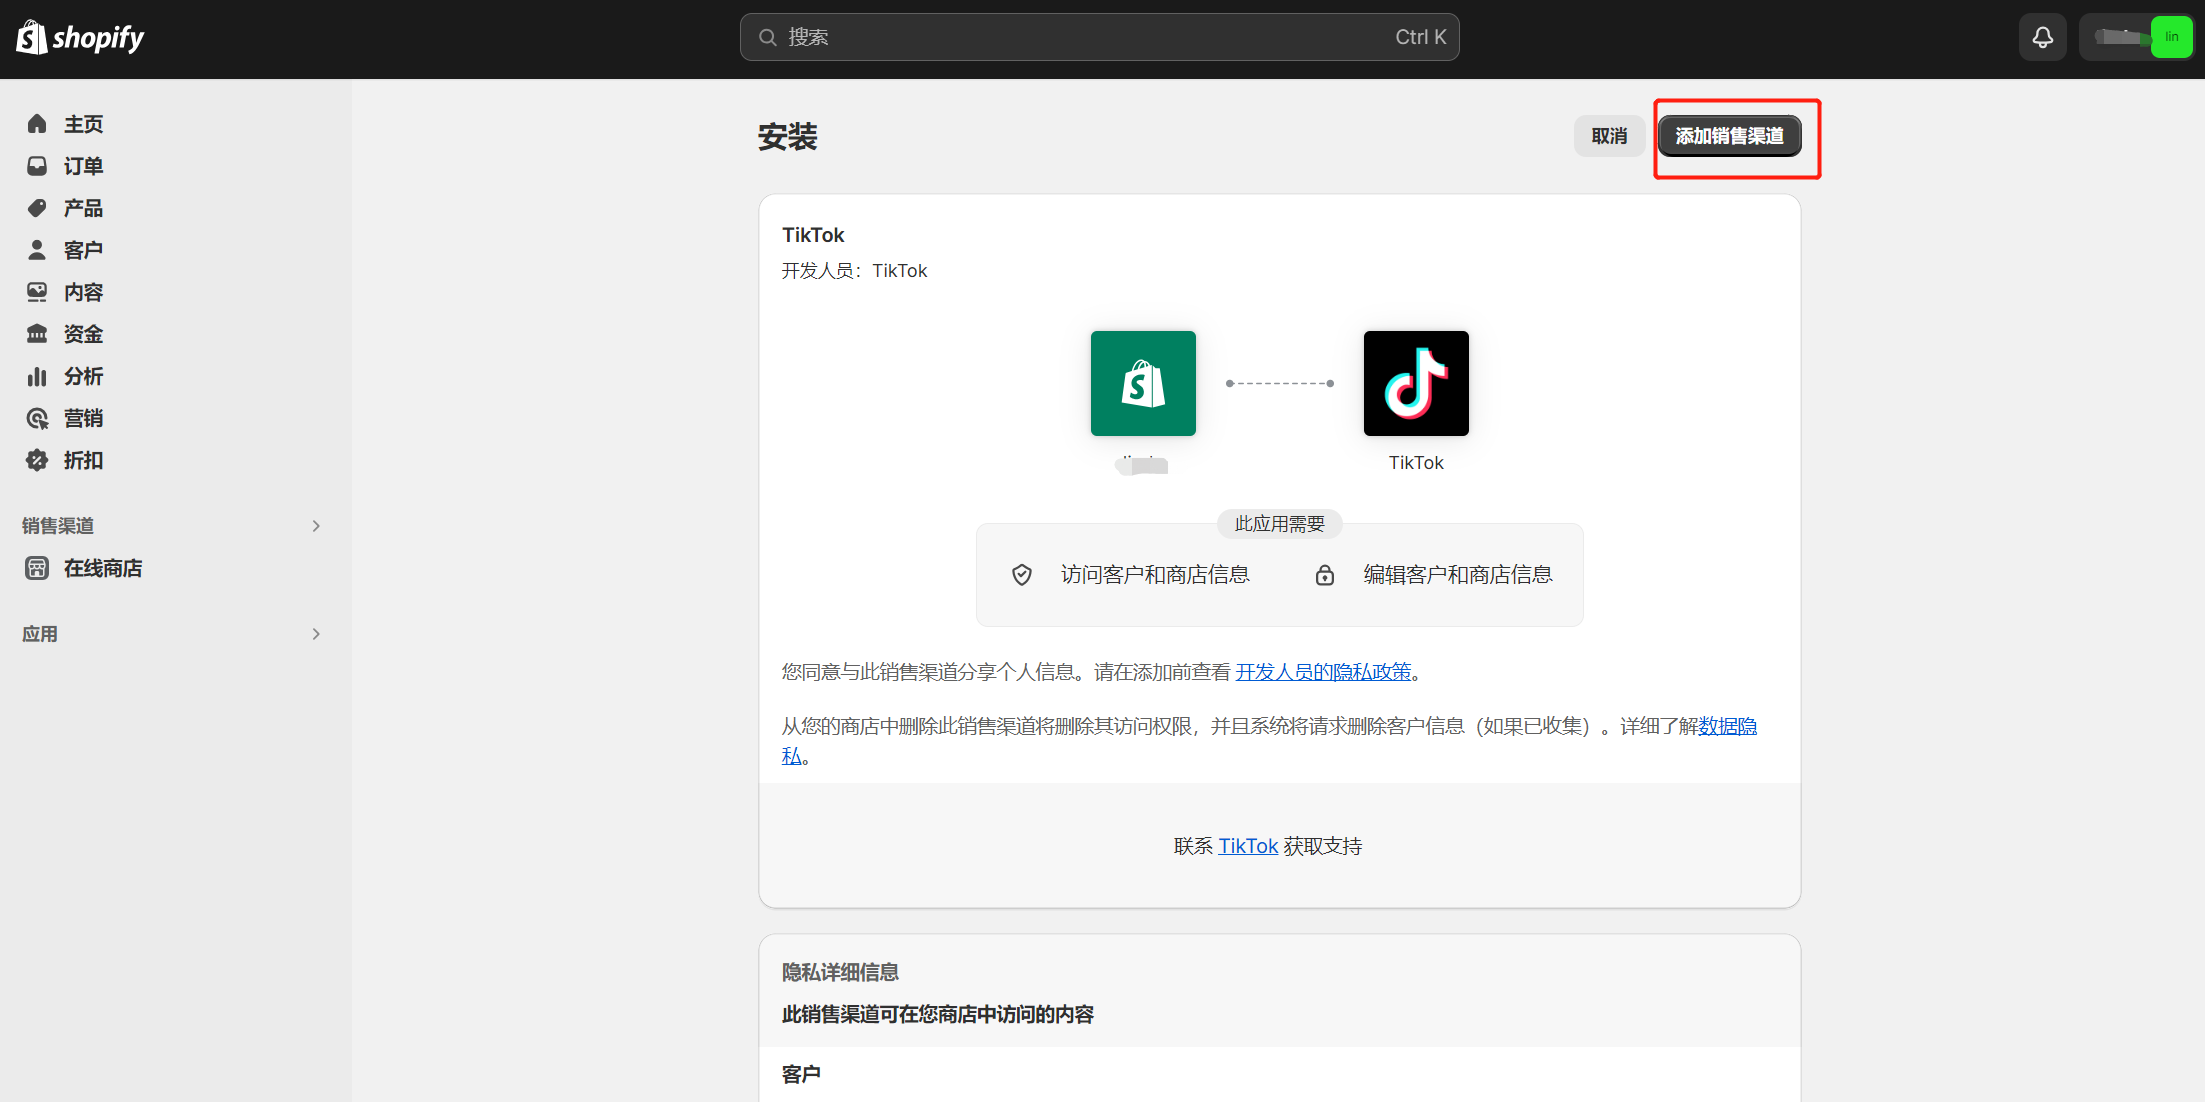 shopify
搜索
Ctrl K
lin
主页
订单
产品
客户
内容
资金
分析
营销
折扣
销售渠道
在线商店
应用
安装
取消
添加销售渠道
TikTok
开发人员：TikTok
TikTok
此应用需要
访问客户和商店信息
编辑客户和商店信息
您同意与此销售渠道分享个人信息。请在添加前查看 开发人员的隐私政策。
从您的商店中删除此销售渠道将删除其访问权限，并且系统将请求删除客户信息（如果已收集）。详细了解数据隐
私。
联系 TikTok 获取支持
隐私详细信息
此销售渠道可在您商店中访问的内容
客户